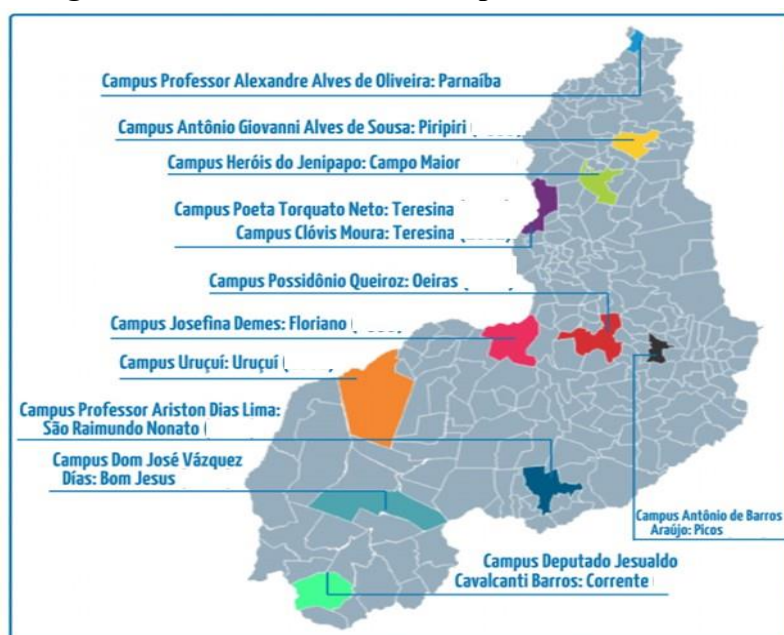 Campus Professor Alexandre Alves de Oliveira: Parnaíba
Campus Antônio Giovanni Alves de Sousa: Piripiri
Campus Heróis do Jenipapo: Campo Maior
Campus Poeta Torquato Neto: Teresina
Campus Clóvis Moura: Teresina
Campus Possidônio Queiroz: Oeiras
Campus Josefina Demes: Floriano
Campus Uruçuí: Uruçuí
Campus Professor Ariston Dias Lima:
São Raimundo Nonato
Campus Dom José Vázquez
Días: Bom Jesus
Campus Antônio de Barros
Araújo: Picos
Campus Deputado Jesualdo
Cavalcanti Barros: Corrente